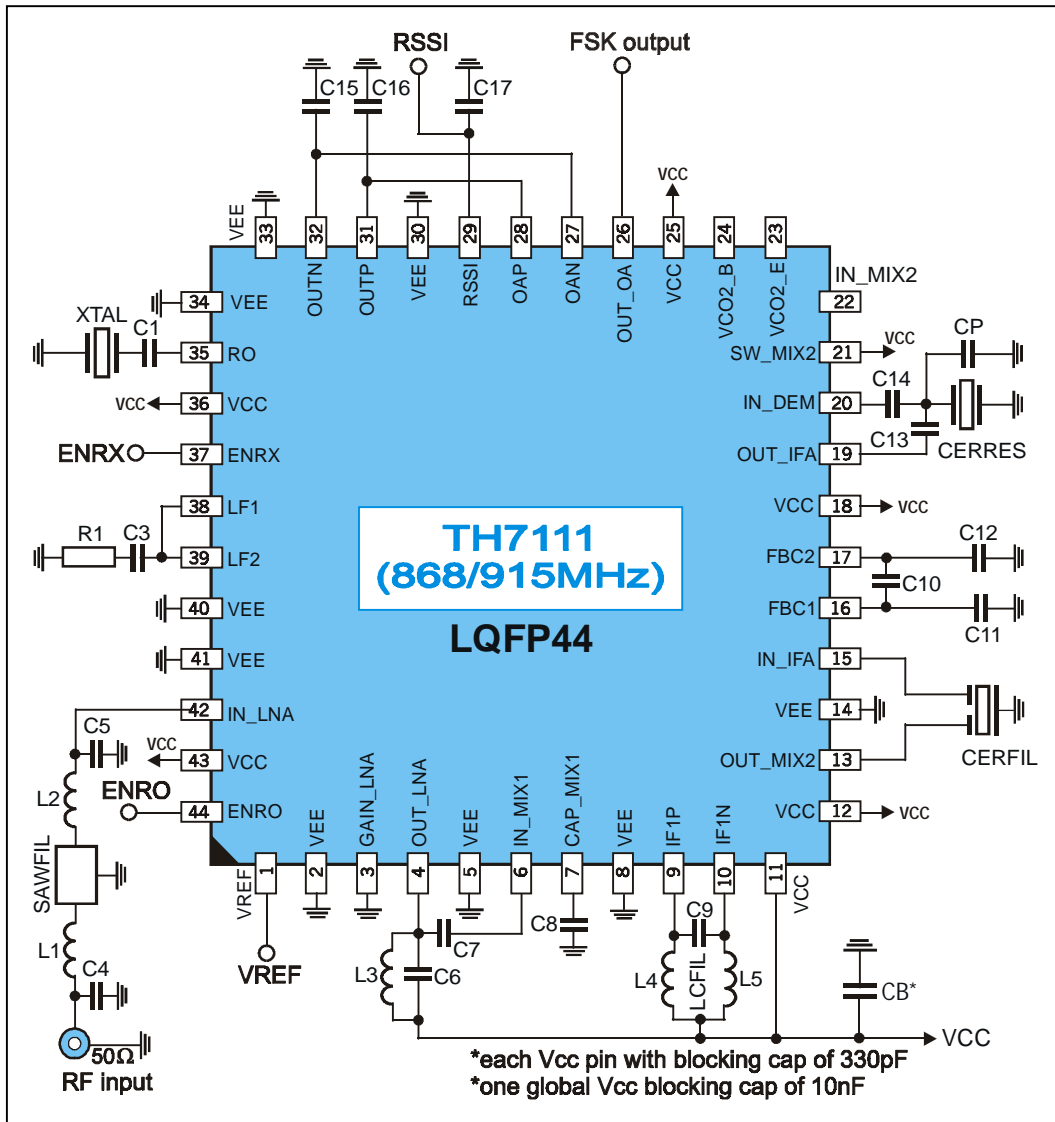 RSSI
FSK output
C15
C16
C17
VCC
VEE
33
32
31
30
29
28
27
26
25
24
23
OUTN
OUTP
VEE
RSSI
OAP
OAN
OUT_OA
VCC
VCO2_B
VCO2_E
IN_MIX2
22
34
VEE
XTAL
C1
35
RO
SW_MIX2
21
VCC
CP
VCC
36
VCC
IN_DEM
20
C14
ENRX
37
ENRX
C13
OUT_IFA
19
CERRES
38
LF1
VCC
18
VCC
R1
C3
39
LF2
TH7111
(868/915MHz)
LQFP44
FBC2
17
C12
C10
40
VEE
FBC1
16
C11
41
VEE
IN_IFA
15
42
IN_LNA
VEE
14
C5
VCC
43
VCC
OUT_MIX2
13
CERFIL
L2
ENRO
44
ENRO
VCC
12
VCC
VEE
GAIN_LNA
OUT_LNA
VEE
IN_MIX1
CAP_MIX1
VEE
IF1P
IF1N
VREF
1
2
3
4
5
6
7
8
9
10
11
VCC
SAWFIL
L1
C4
VREF
C7
C8
C9
L3
C6
L4
LCFIL
L5
CB*
VCC
50Ω
RF input
*each Vcc pin with blocking cap of 330pF
*one global Vcc blocking cap of 10nF